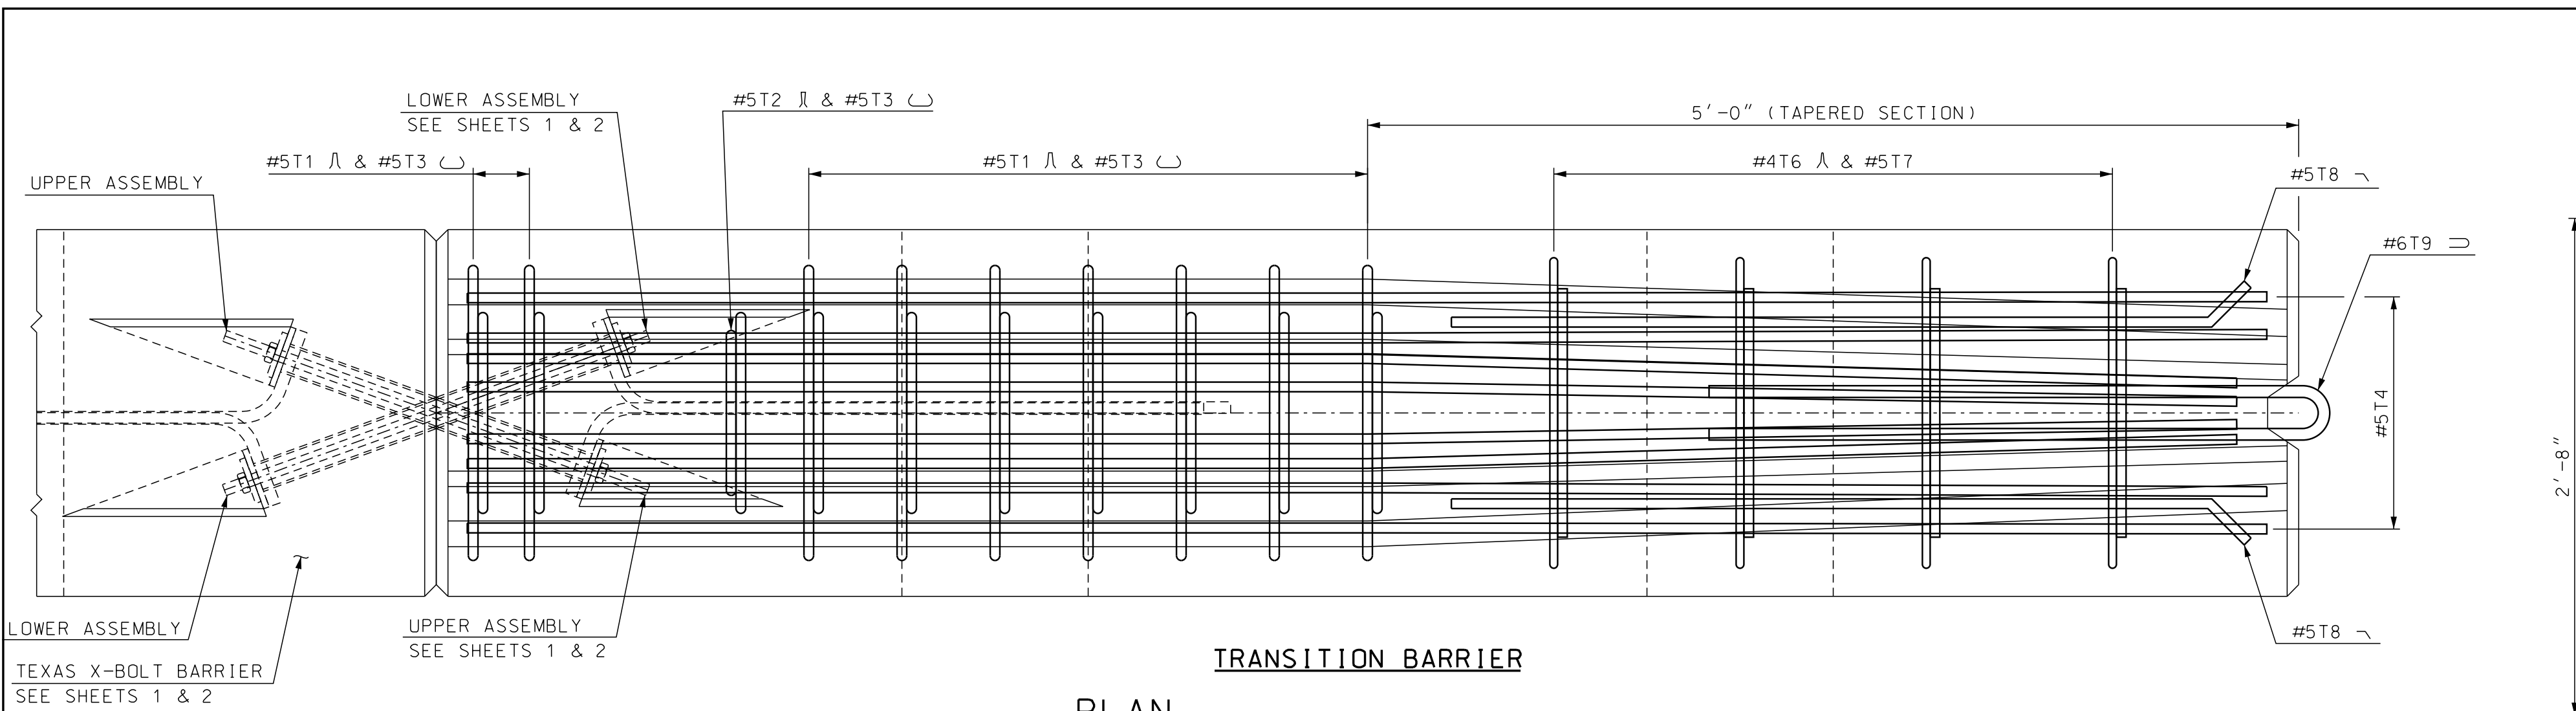 LOWER ASSEMBLY
SEE SHEETS 1 & 2
#5T2 & #5T3
5'-0" (TAPERED SECTION)
#5T1 & #5T3
#5T1 & #5T3
#4T6 & #5T7
UPPER ASSEMBLY
#5T8
#6T9
#5T4
2'-8"
LOWER ASSEMBLY
UPPER ASSEMBLY
SEE SHEETS 1 & 2
#5T8
TEXAS X-BOLT BARRIER
SEE SHEETS 1 & 2
TRANSITION BARRIER
PLAN